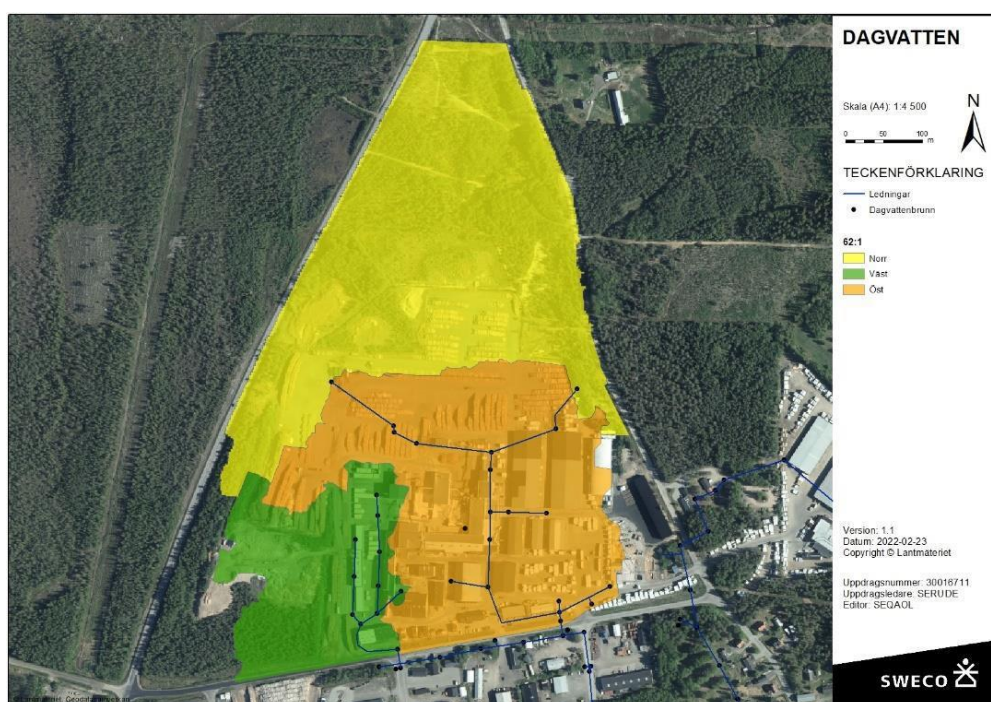 DAGVATTEN
Skala (A4): 1:4 500
N
0 50 100
m
TECKENFÖRKLARING
Ledningar
Dagvattenbrunn
62:1
Norr
Väst
Öst
Version: 1.1
Datum: 2022-02-23
Copyright © Lantmäteriet
Uppdragsnummer: 30016711
Uppdragsledare: SERUDE
Editor: SEQAOL
SWECO